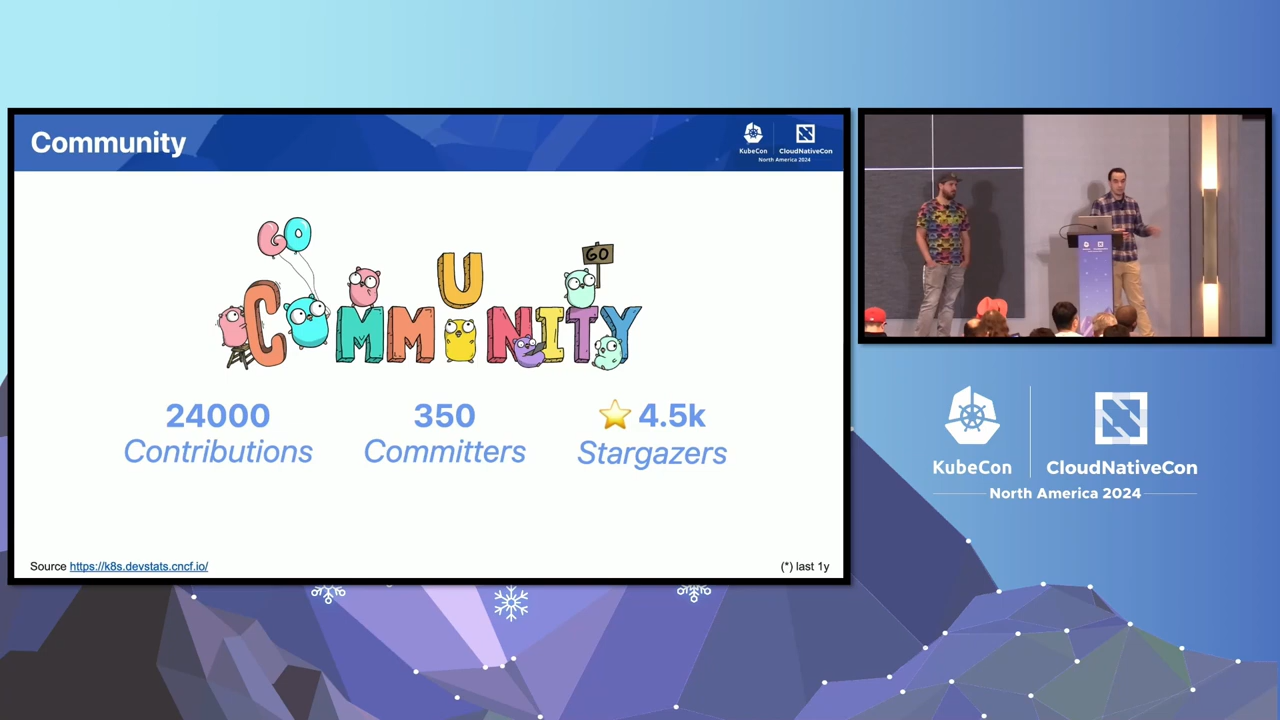 Community
KubeCon
CloudNativeCon
North America 2024
GO
GO
COMMUNITY
24000
Contributions
350
Committers
⭐ 4.5k
Stargazers
Source https://k8s.devstats.cncf.io/
(*) last 1y
KubeCon
CloudNativeCon
North America 2024